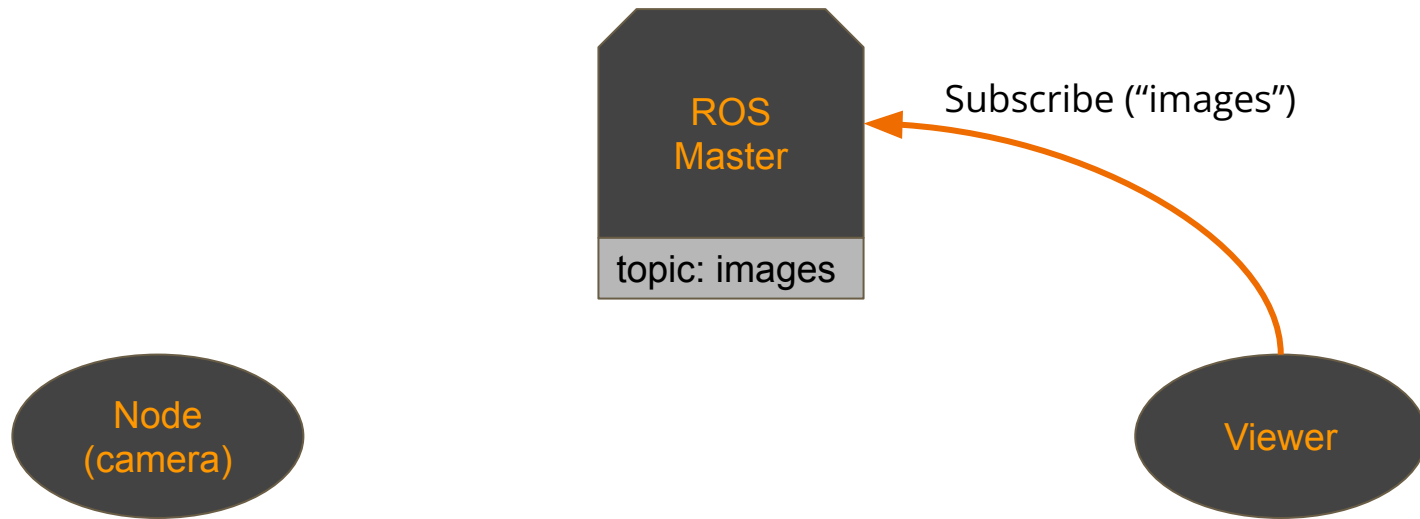 ROS
Master
Subscribe (“images”)
topic: images
Node
(camera)
Viewer